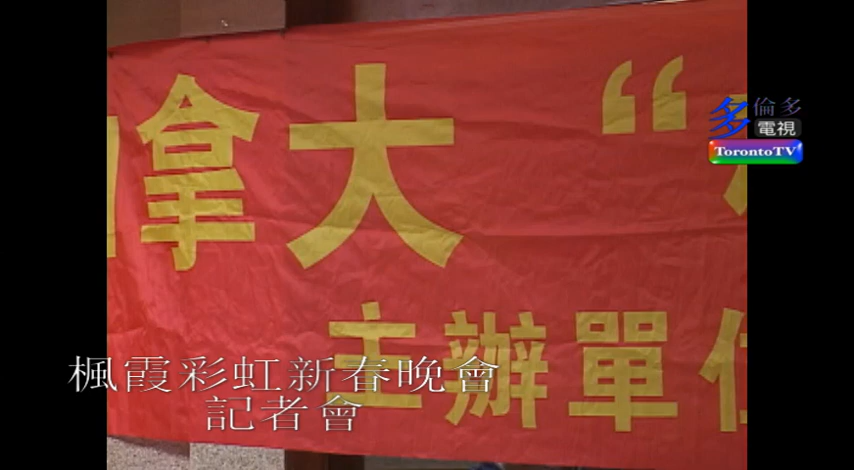 拿大 “
倫多
多
電視
TorontoTV
主辦單位
楓霞彩虹新春晚會
記者會